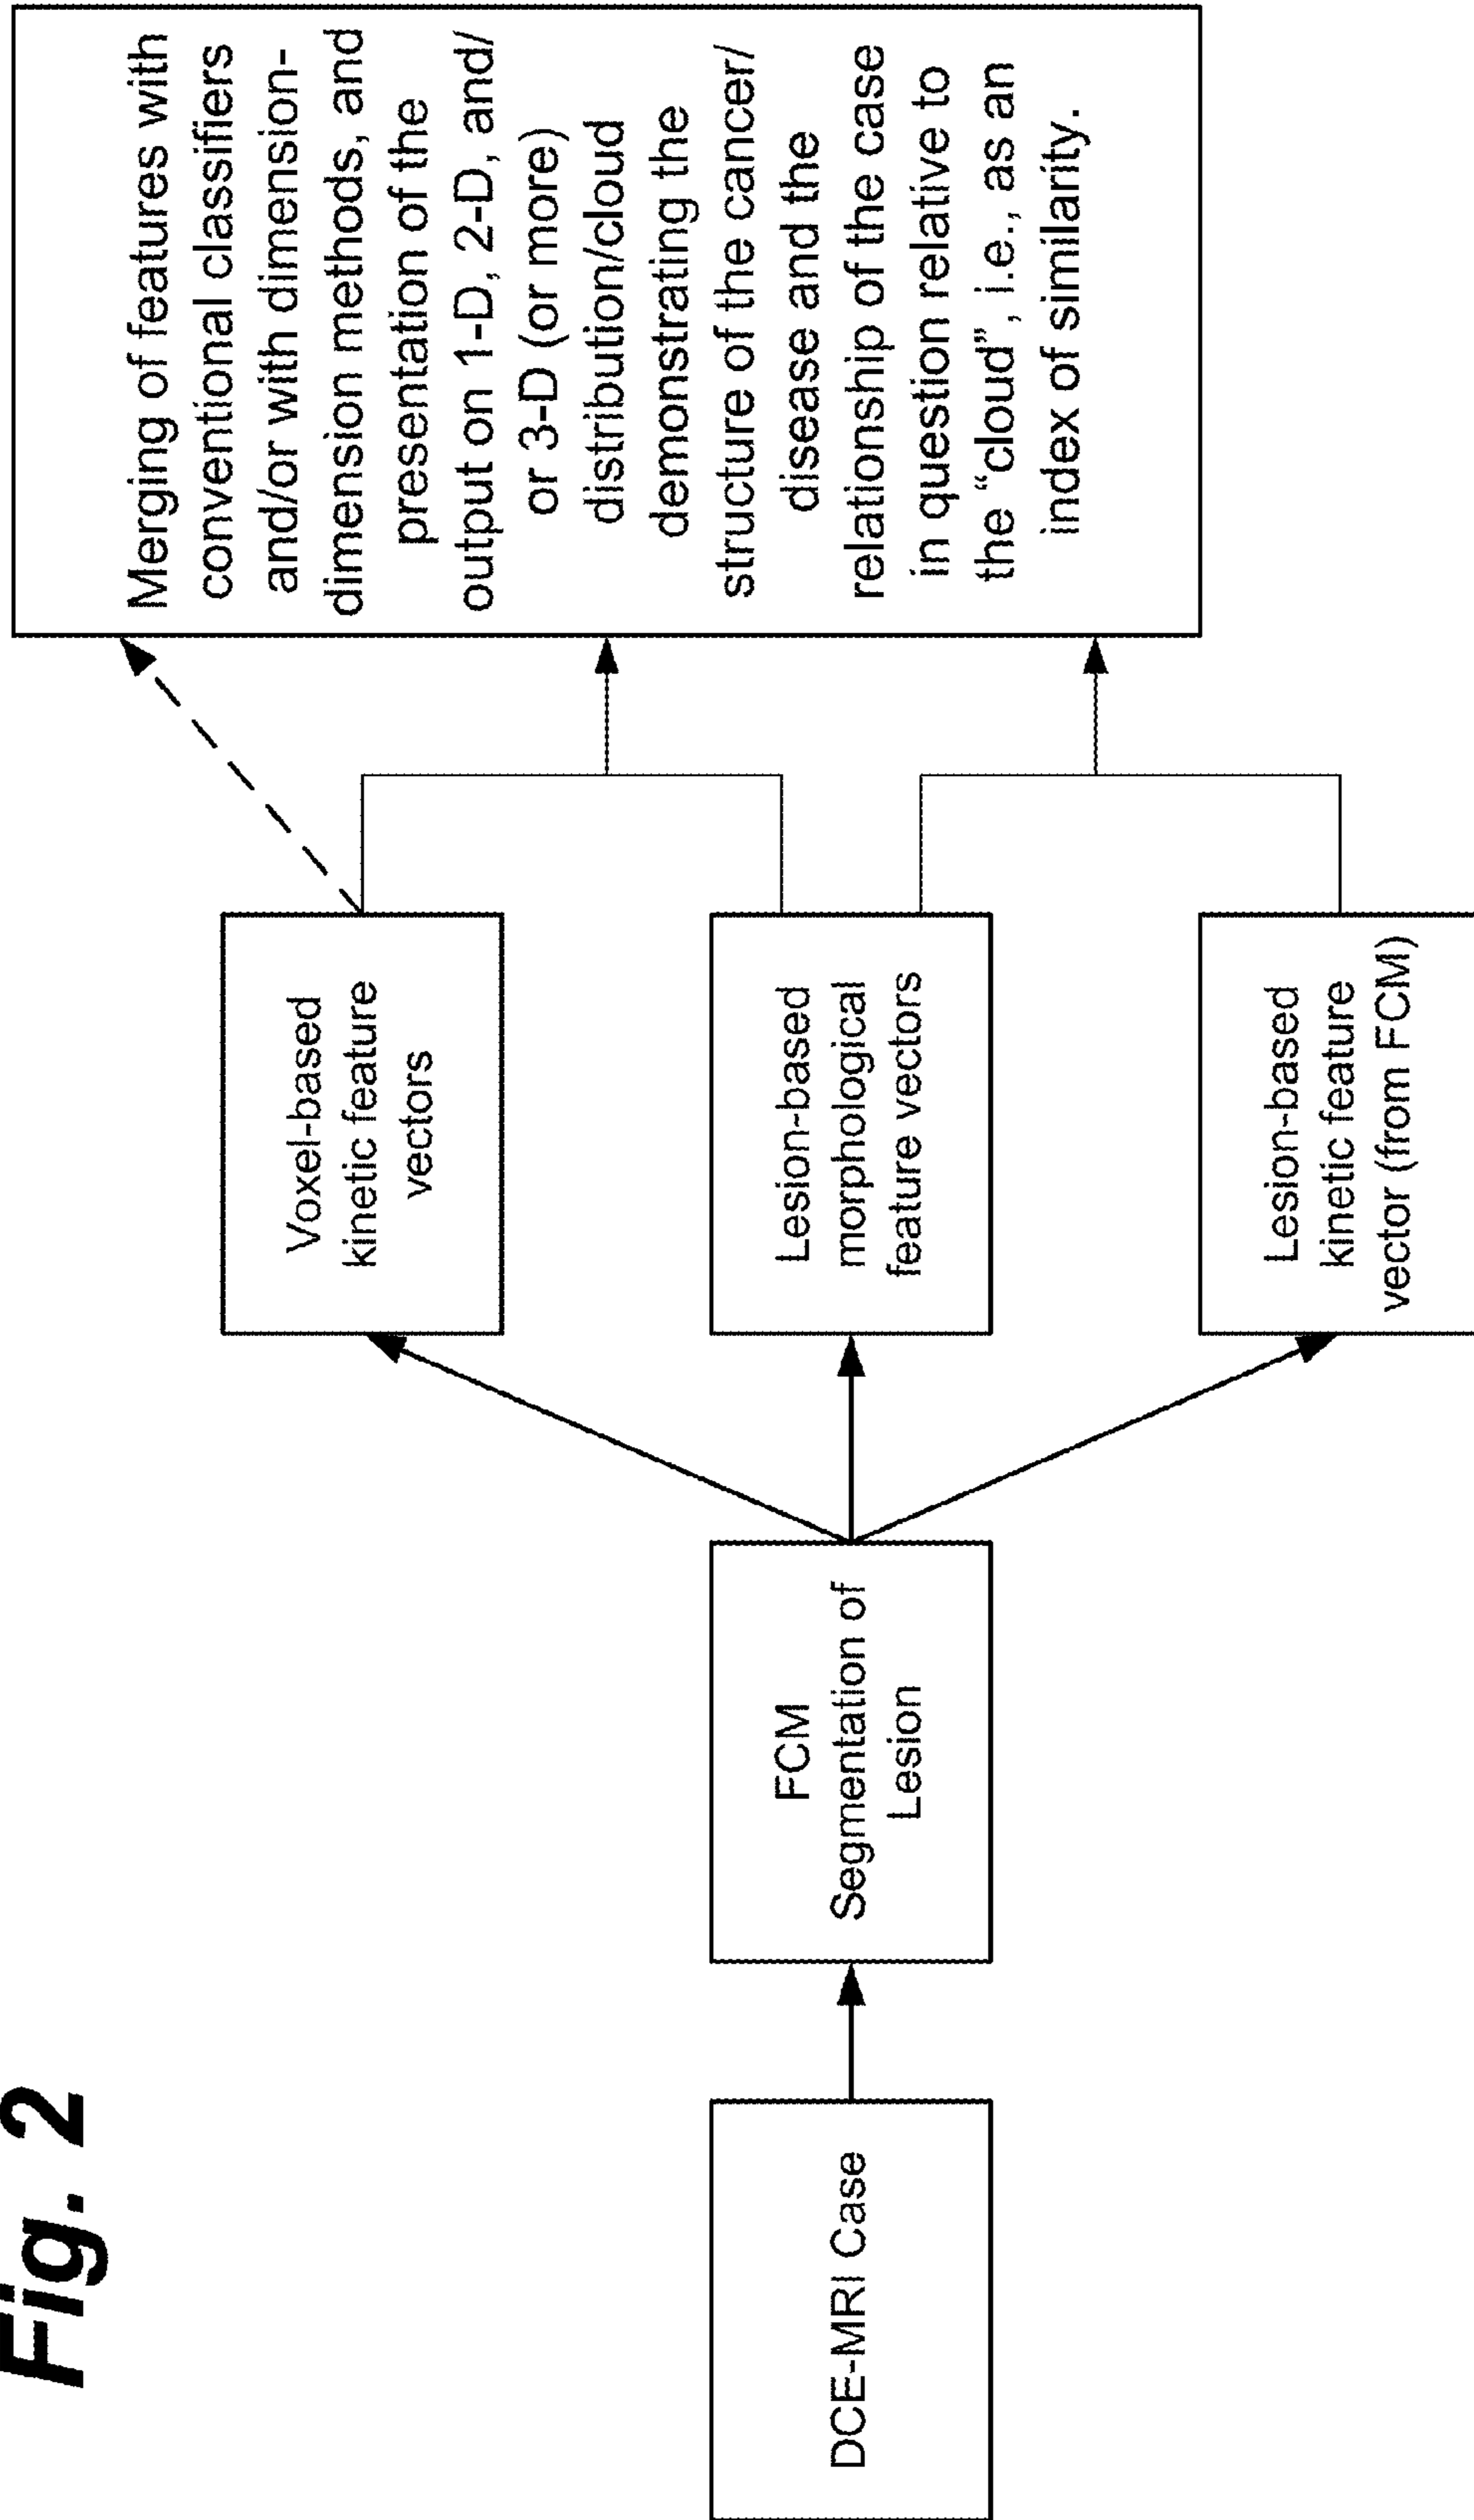 Fig. 2
DCE-MRI Case
FCM
Segmentation of
Lesion
Voxel-based
kinetic feature
vectors
Lesion-based
morphological
feature vectors
Lesion-based
kinetic feature
vector (from FCM)
Merging of features with
conventional classifiers
and/or with dimension-
dimension methods, and
presentation of the
output on 1-D, 2-D, and/
or 3-D (or more)
distribution/cloud
demonstrating the
structure of the cancer/
disease and the
relationship of the case
in question relative to
the “cloud”, i.e., as an
index of similarity.